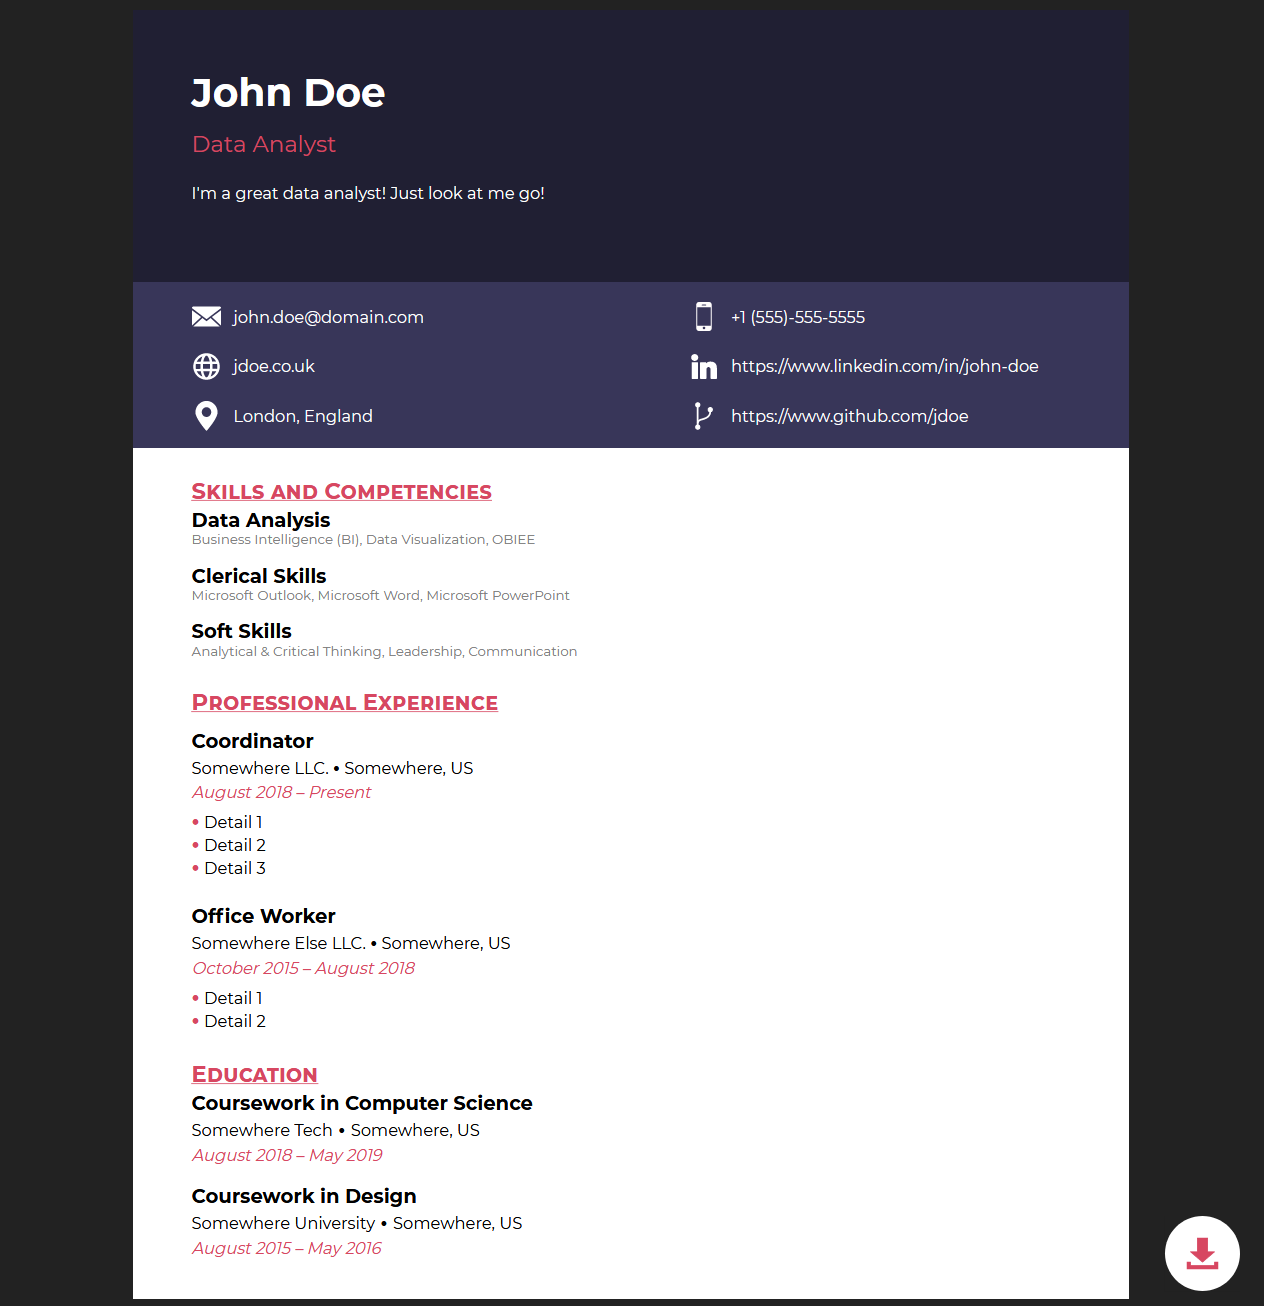 John Doe
Data Analyst
I'm a great data analyst! Just look at me go!
john.doe@domain.com
+1 (555)-555-5555
jdoe.co.uk
https://www.linkedin.com/in/john-doe
London, England
https://www.github.com/jdoe
Skills and Competencies
Data Analysis
Business Intelligence (BI), Data Visualization, OBIEE
Clerical Skills
Microsoft Outlook, Microsoft Word, Microsoft PowerPoint
Soft Skills
Analytical & Critical Thinking, Leadership, Communication
Professional Experience
Coordinator
Somewhere LLC. • Somewhere, US
August 2018 – Present
• Detail 1
• Detail 2
• Detail 3
Office Worker
Somewhere Else LLC. • Somewhere, US
October 2015 – August 2018
• Detail 1
• Detail 2
Education
Coursework in Computer Science
Somewhere Tech • Somewhere, US
August 2018 – May 2019
Coursework in Design
Somewhere University • Somewhere, US
August 2015 – May 2016